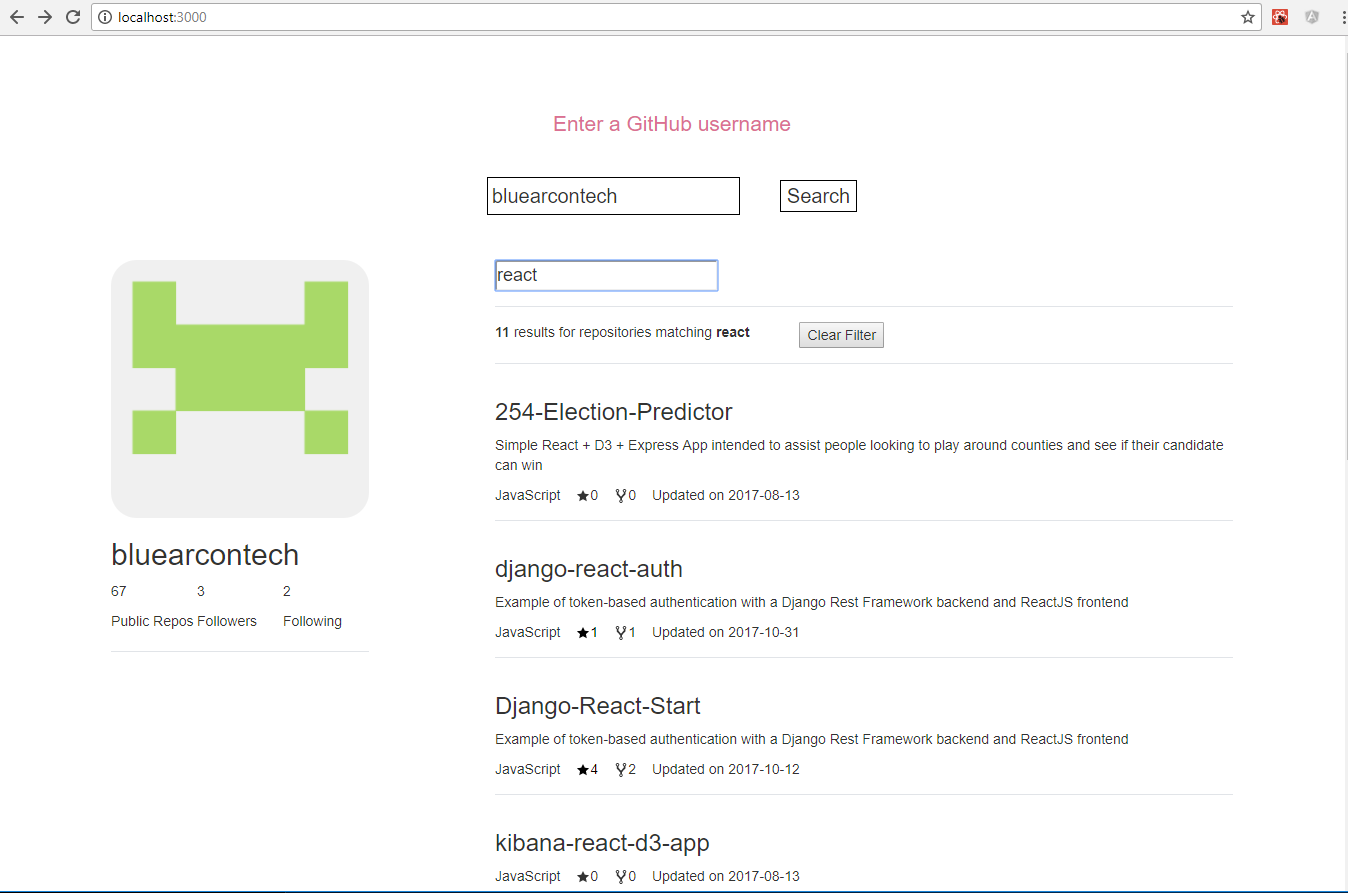 localhost:3000
Enter a GitHub username
bluearcontech
Search
react
11 results for repositories matching react
Clear Filter
254-Election-Predictor
Simple React + D3 + Express App intended to assist people looking to play around counties and see if their candidate
can win
JavaScript ★0 0 Updated on 2017-08-13
django-react-auth
Example of token-based authentication with a Django Rest Framework backend and ReactJS frontend
JavaScript ★1 1 Updated on 2017-10-31
Django-React-Start
Example of token-based authentication with a Django Rest Framework backend and ReactJS frontend
JavaScript ★4 2 Updated on 2017-10-12
kibana-react-d3-app
JavaScript ★0 0 Updated on 2017-08-13
bluearcontech
67 3 2
Public Repos Followers Following